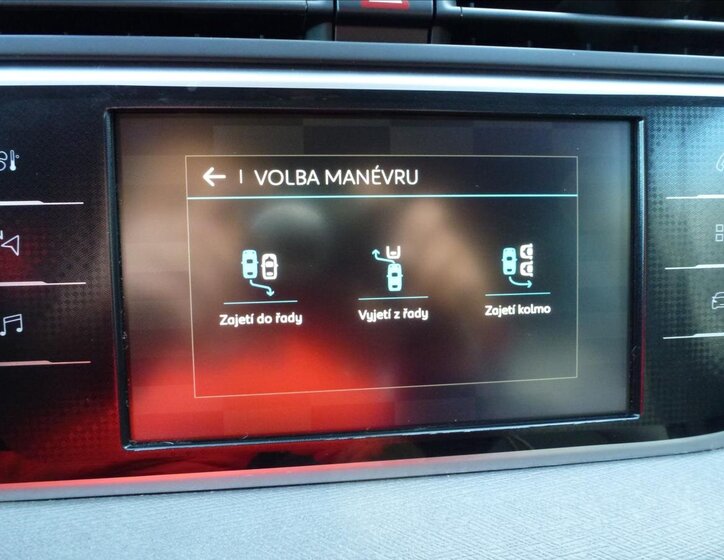 VOLBA MANÉVRU
Zajetí do řady
Vyjetí z řady
Zajetí kolmo